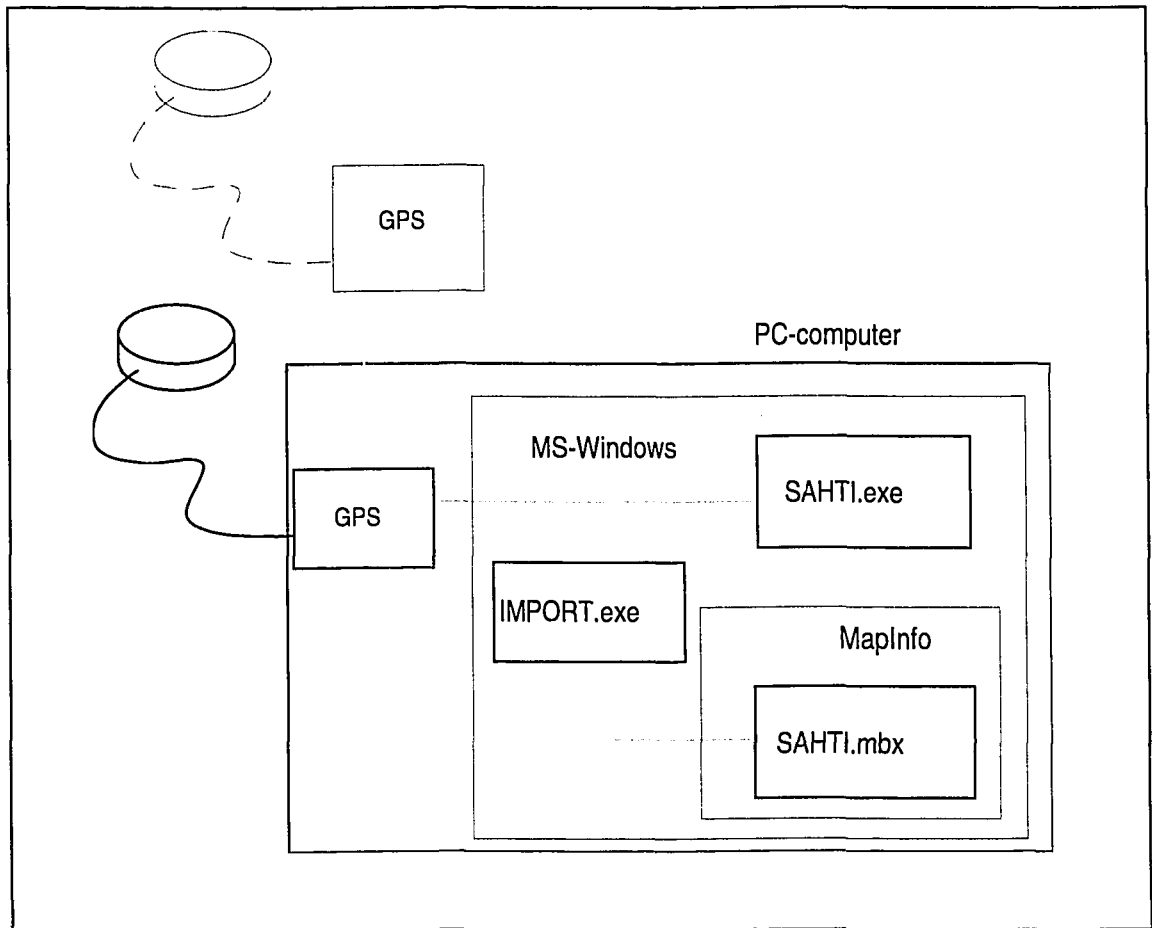 GPS
PC-computer
MS-Windows
SAHTI.exe
GPS
IMPORT.exe
MapInfo
SAHTI.mbx